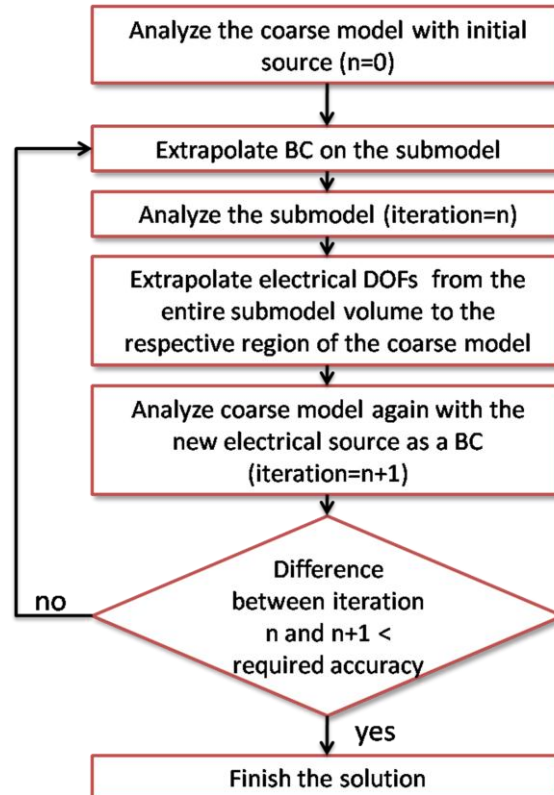 Analyze the coarse model with initial
source (n=0)
Extrapolate BC on the submodel
Analyze the submodel (iteration=n)
Extrapolate electrical DOFs from the
entire submodel volume to the
respective region of the coarse model
Analyze coarse model again with the
new electrical source as a BC
(iteration=n+1)
Difference
between iteration
n and n+1 <
required accuracy
no
yes
Finish the solution